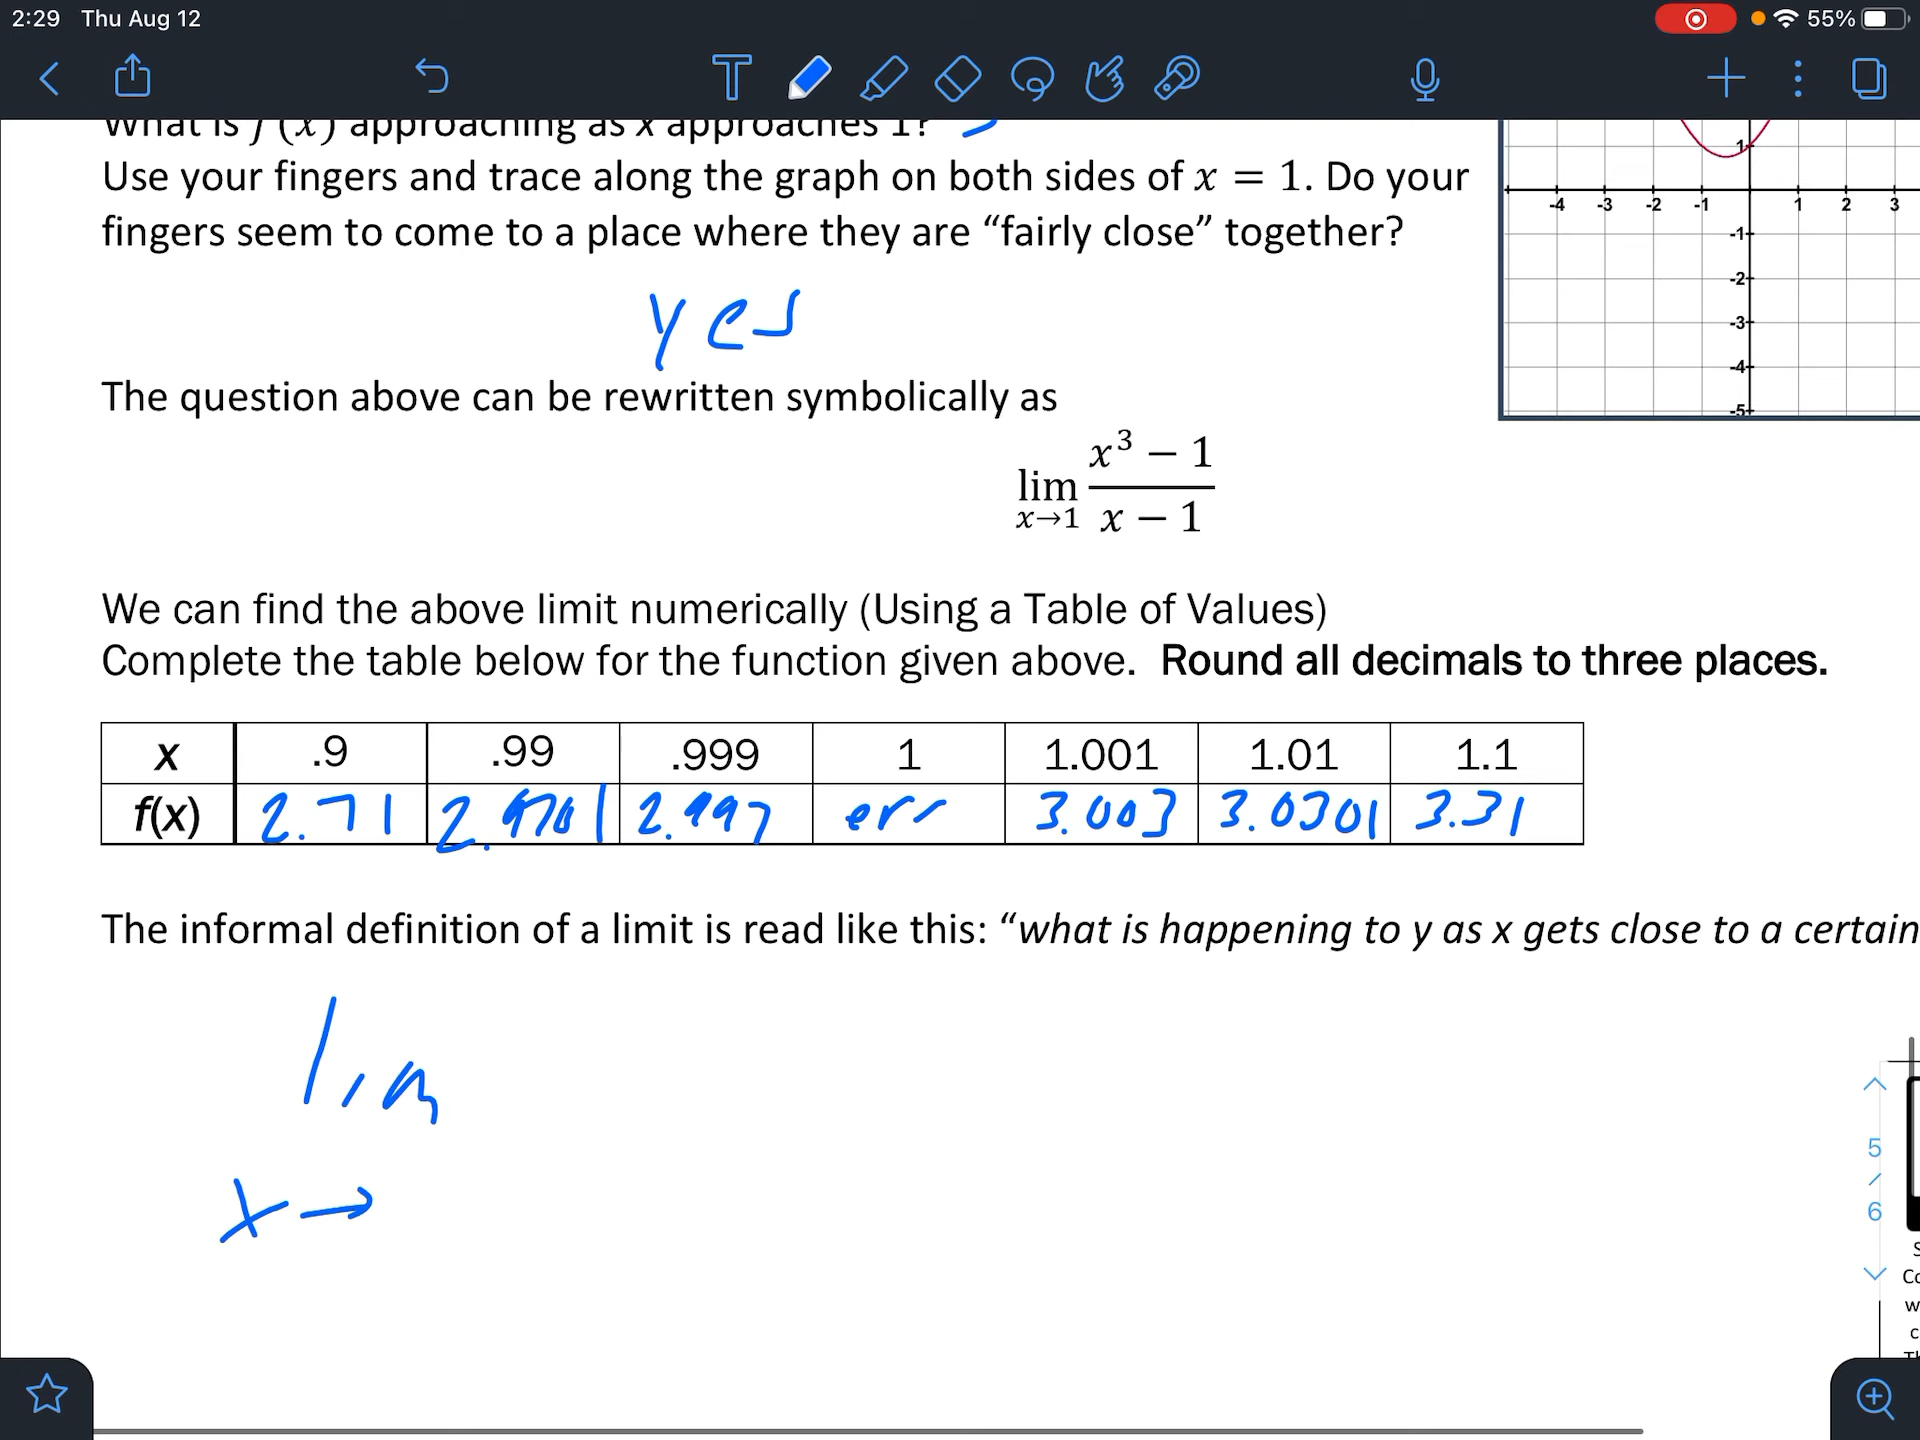 2:29 Thu Aug 12
55%
What is f(x) approaching as x approaches 1?
Use your fingers and trace along the graph on both sides of x = 1. Do your
fingers seem to come to a place where they are “fairly close” together?
yes
1
-4 -3 -2 -1 1 2 3
-1
-2
-3
-4
-5
The question above can be rewritten symbolically as
lim x→1 (x³ − 1)/(x − 1)
We can find the above limit numerically (Using a Table of Values)
Complete the table below for the function given above. Round all decimals to three places.
x .9 .99 .999 1 1.001 1.01 1.1
f(x) 2.71 2.9701 2.997 err 3.003 3.0301 3.31
The informal definition of a limit is read like this: “what is happening to y as x gets close to a certain
lim
x→
5
/
6